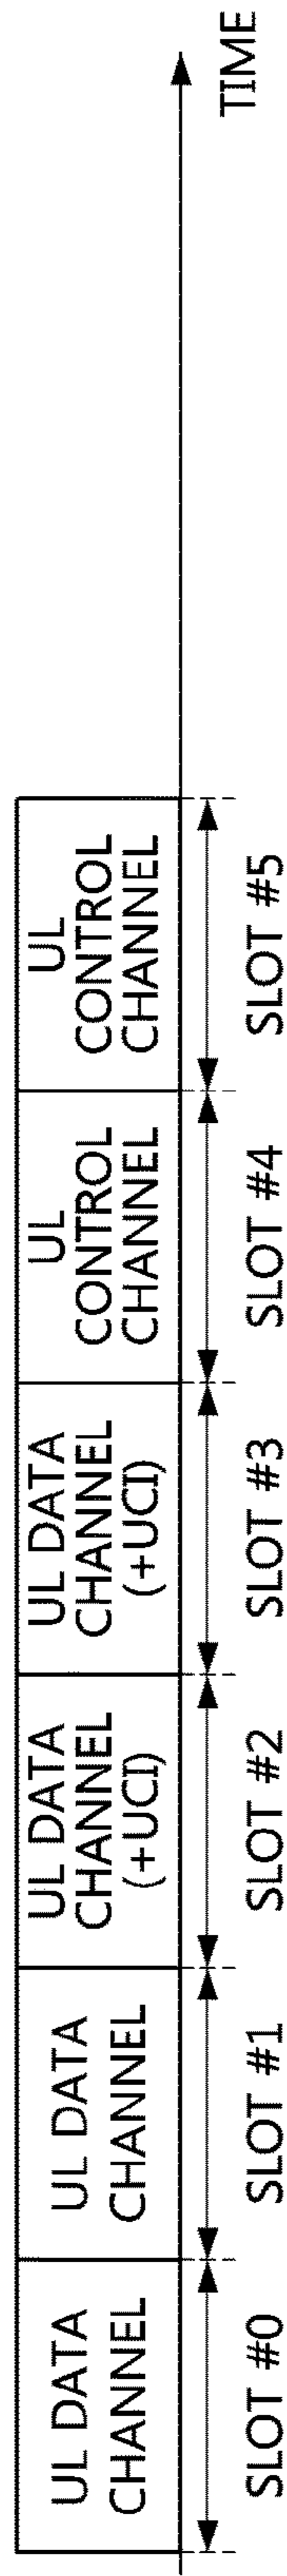 UL DATA
CHANNEL
UL DATA
CHANNEL
UL DATA
CHANNEL
(+UCI)
UL DATA
CHANNEL
(+UCI)
UL
CONTROL
CHANNEL
UL
CONTROL
CHANNEL
SLOT #0
SLOT #1
SLOT #2
SLOT #3
SLOT #4
SLOT #5
TIME